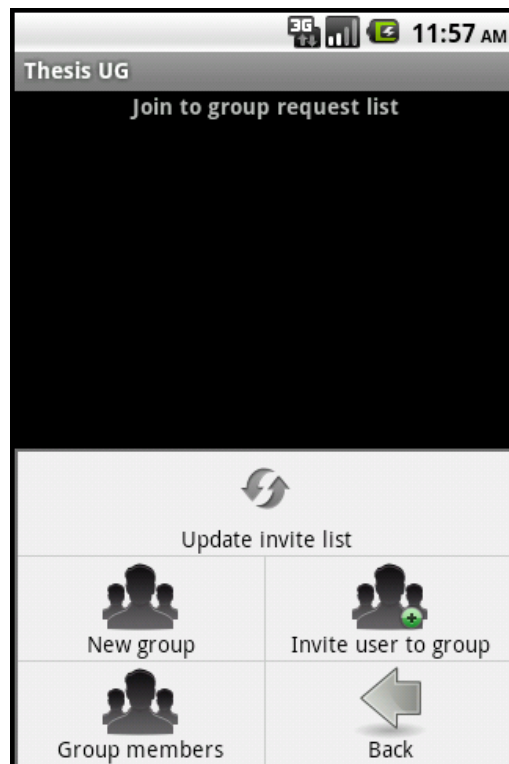 3G 11:57 AM
Thesis UG
Join to group request list
Update invite list
New group
Invite user to group
Group members
Back